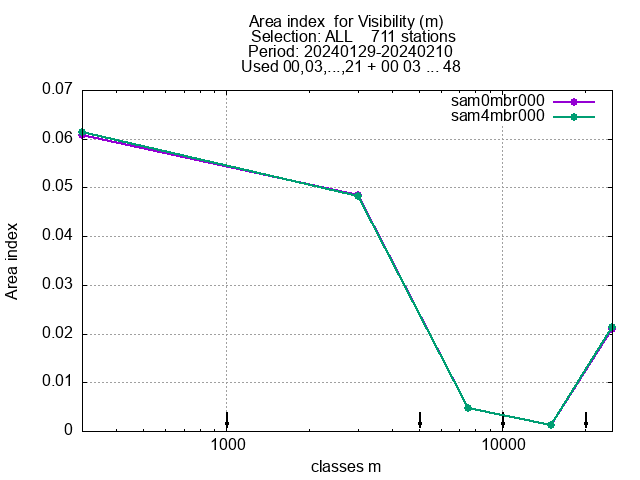 Area index  for Visibility (m)
Selection: ALL    711 stations
Period: 20240129-20240210
Used 00,03,...,21 + 00 03 ... 48
sam0mbr000
sam4mbr000
0.07
0.06
0.05
0.04
0.03
0.02
0.01
0
Area index
1000
10000
classes m